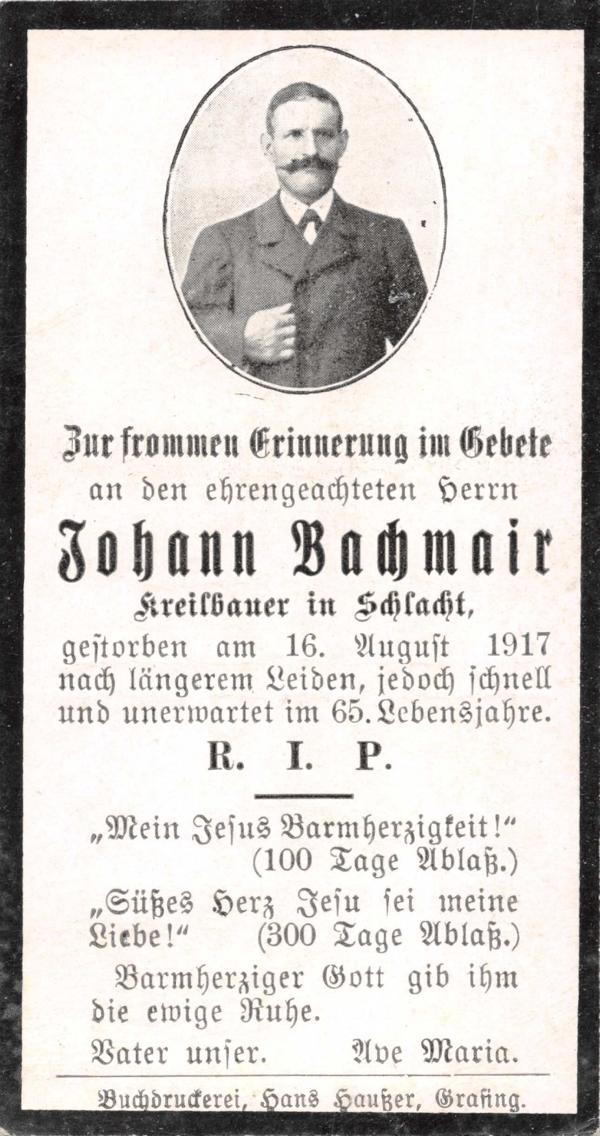 Zur frommen Erinnerung im Gebete
an den ehrengeachteten Herrn
Johann Bachmair
Kreilbauer in Schlacht,
gestorben am 16. August 1917
nach längerem Leiden, jedoch schnell
und unerwartet im 65. Lebensjahre.
R. I. P.
„Mein Jesus Barmherzigkeit!“
(100 Tage Ablaß.)
„Süßes Herz Jesu sei meine
Liebe!“ (300 Tage Ablaß.)
Barmherziger Gott gib ihm
die ewige Ruhe.
Vater unser. Ave Maria.
Buchdruckerei, Hans Haußer, Grafing.